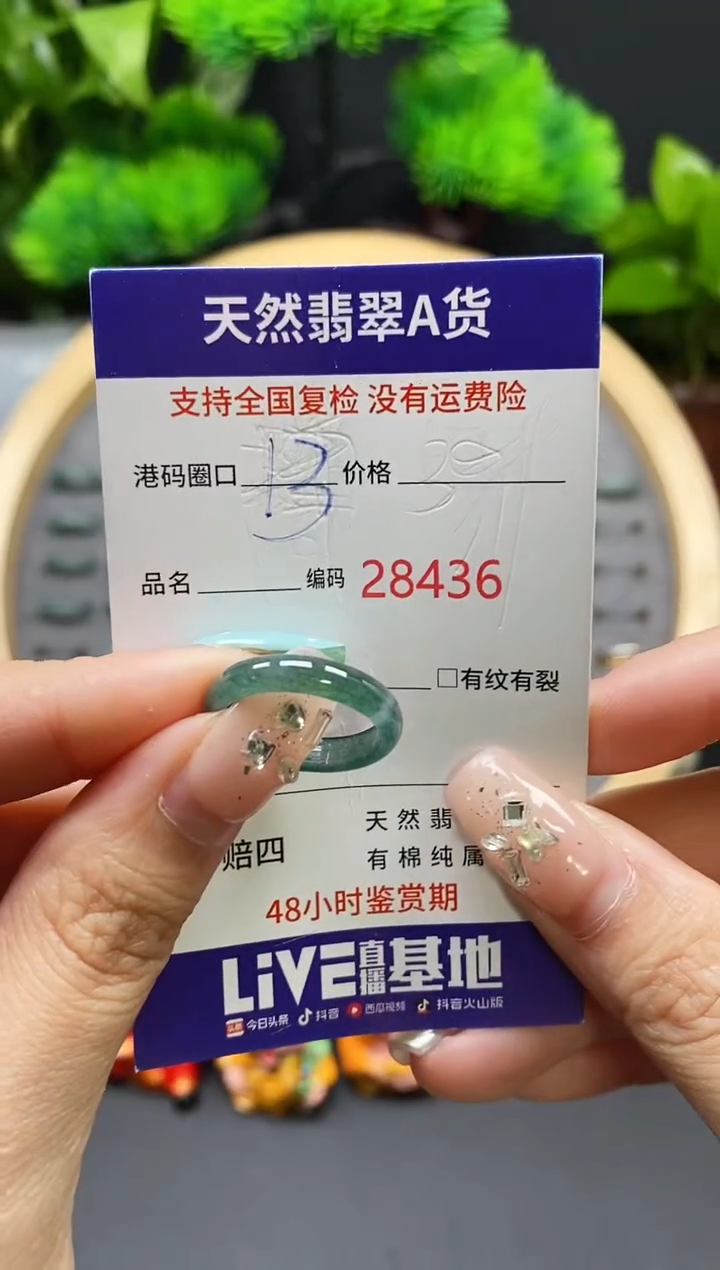 天然翡翠A货
支持全国复检 没有运费险
港码圈口 13 价格
品名 编码 28436
□有纹有裂
天然翡
赔四 有棉纯属
48小时鉴赏期
LiVE直播基地
头条 今日头条 抖音 西瓜视频 抖音火山版